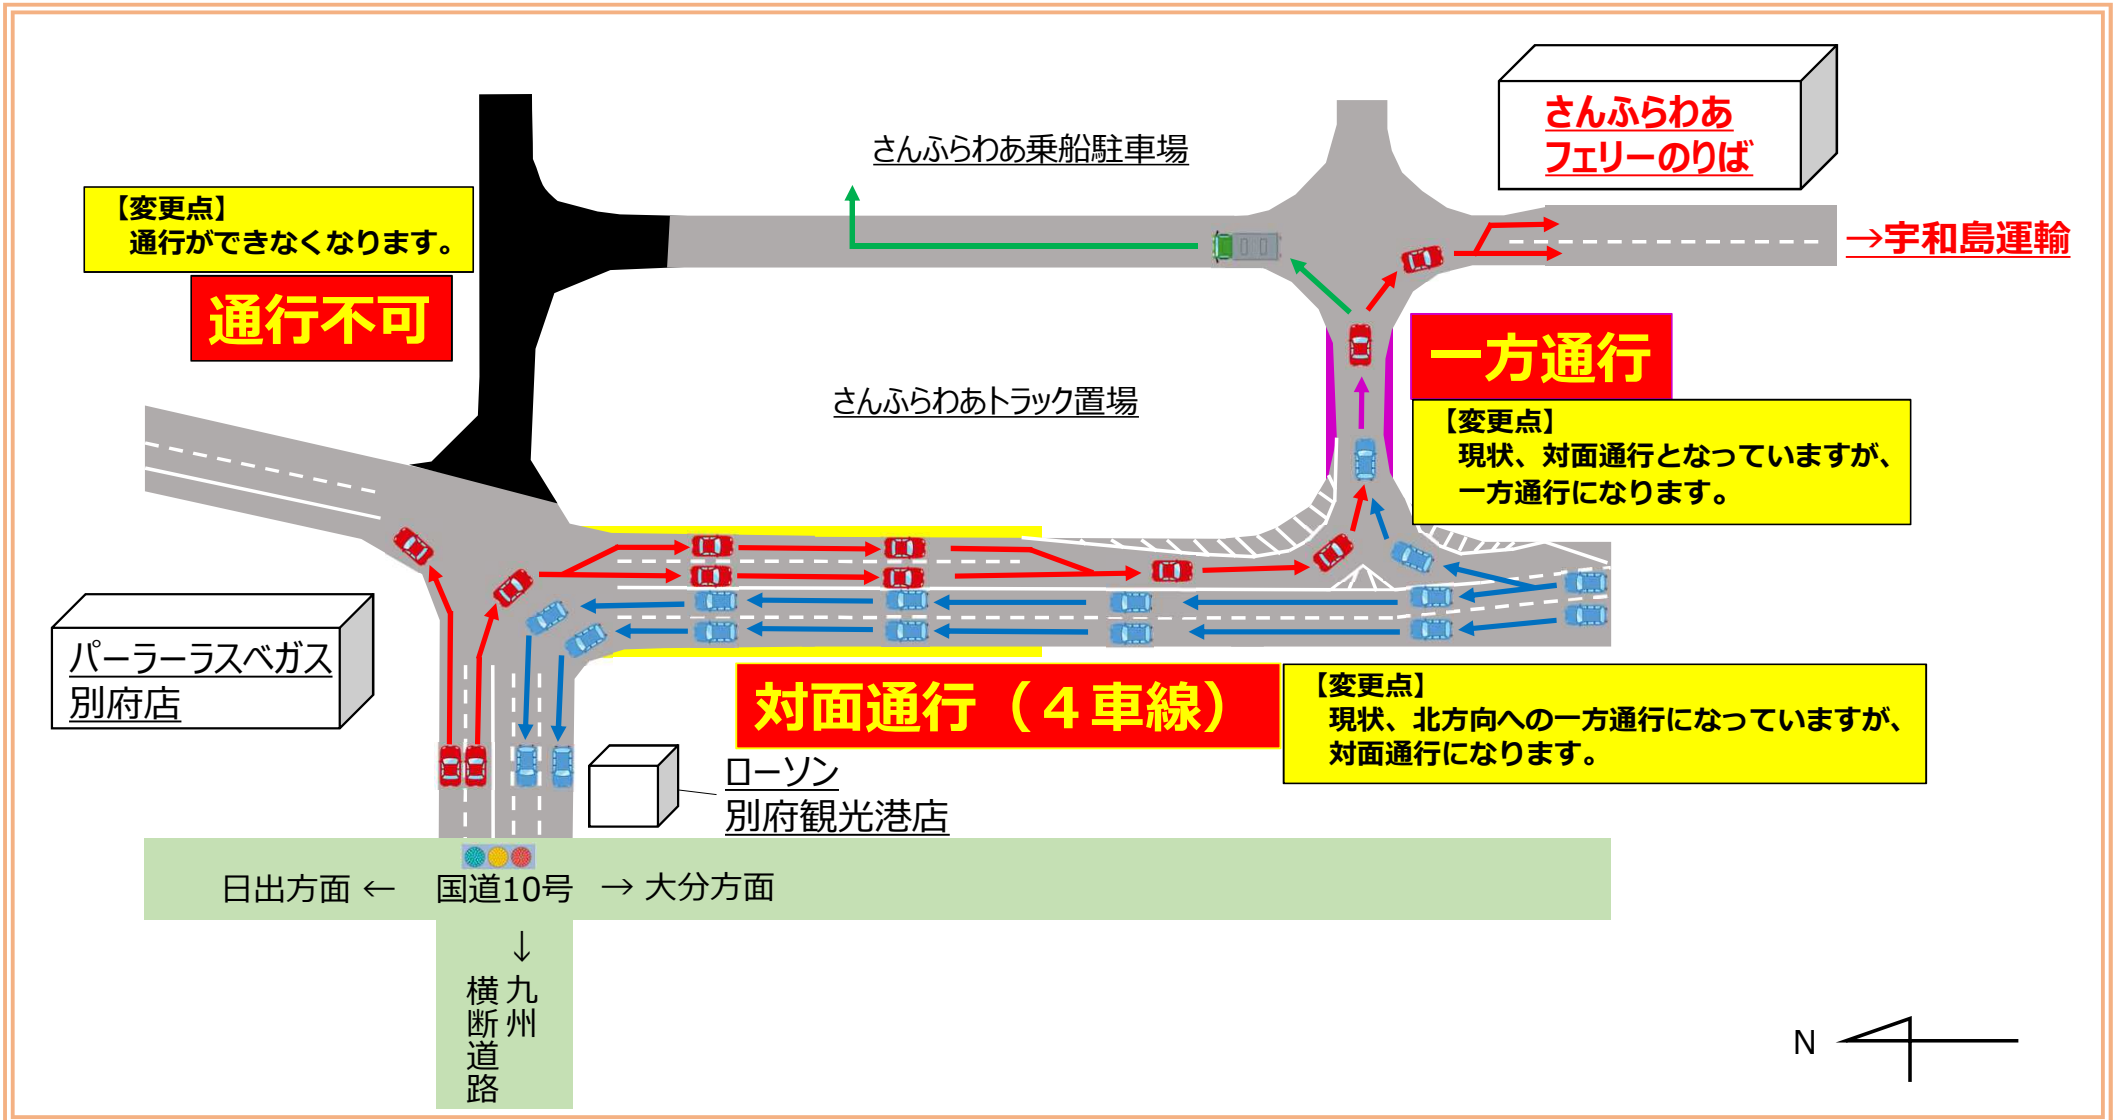 さんふらわあ
フェリーのりば
さんふらわあ乗船駐車場
【変更点】
通行ができなくなります。
通行不可
→宇和島運輸
一方通行
【変更点】
現状、対面通行となっていますが、
一方通行になります。
さんふらわあトラック置場
パーラーラスベガス
別府店
対面通行（４車線）
【変更点】
現状、北方向への一方通行になっていますが、
対面通行になります。
ローソン
別府観光港店
日出方面 ← 国道10号 → 大分方面
↓
九州
横断道路
N